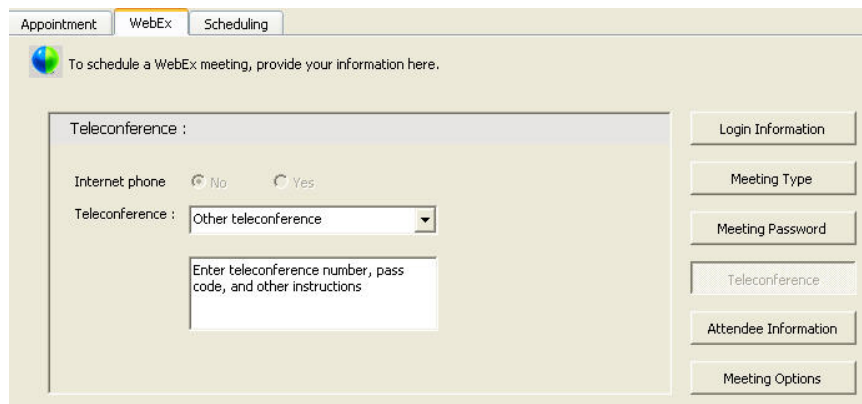 Appointment WebEx Scheduling
To schedule a WebEx meeting, provide your information here.
Teleconference :
Login Information
Internet phone No Yes
Meeting Type
Teleconference : Other teleconference
Meeting Password
Enter teleconference number, pass
code, and other instructions
Teleconference
Attendee Information
Meeting Options